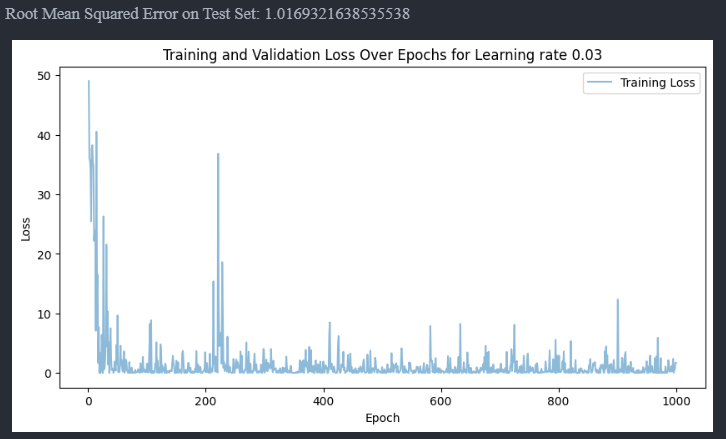 Root Mean Squared Error on Test Set: 1.0169321638535538
Training and Validation Loss Over Epochs for Learning rate 0.03
Training Loss
50
40
30
20
10
0
Loss
0 200 400 600 800 1000
Epoch